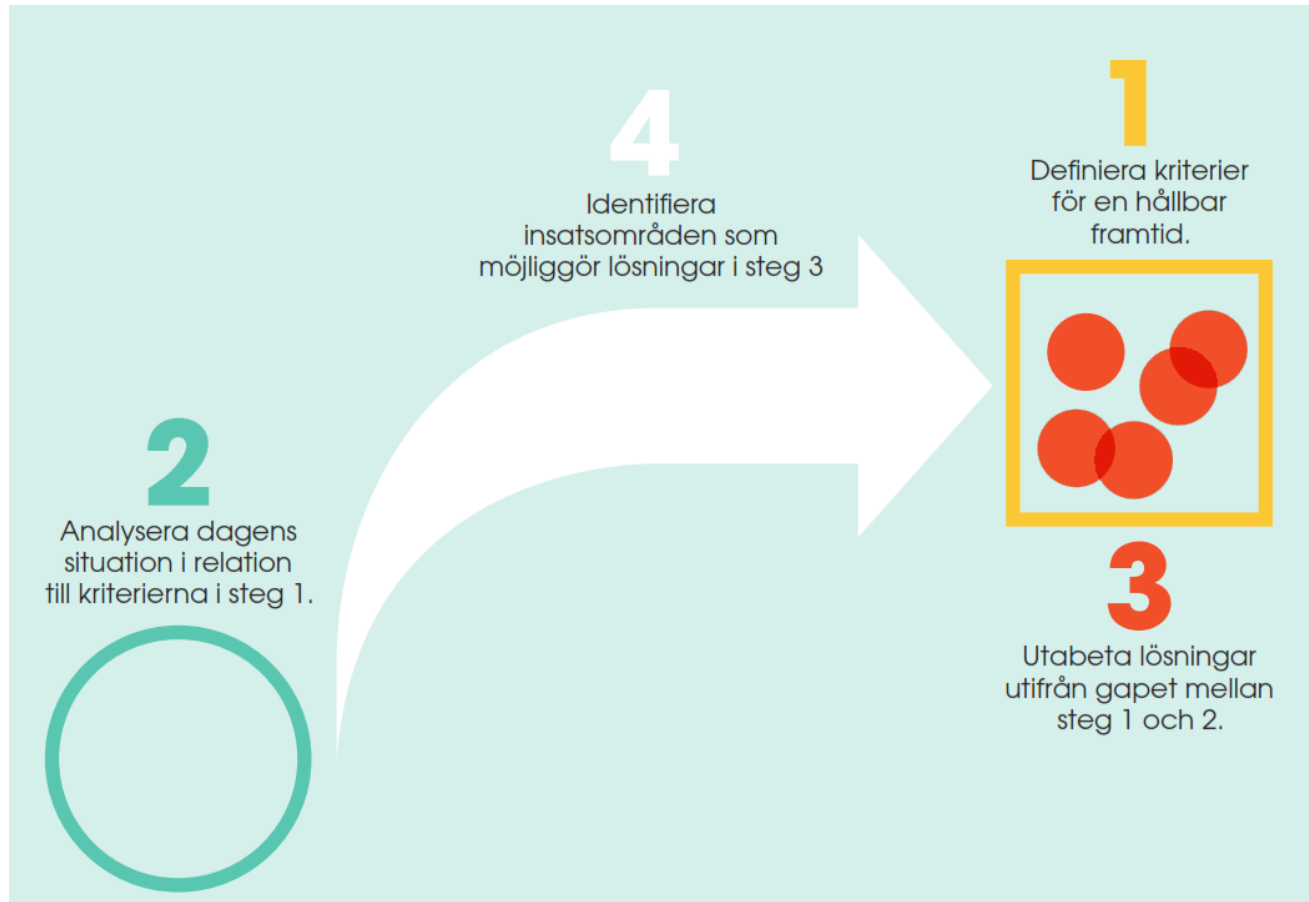 1
Definiera kriterier
för en hållbar
framtid.
2
Analysera dagens
situation i relation
till kriterierna i steg 1.
3
Utabeta lösningar
utifrån gapet mellan
steg 1 och 2.
4
Identifiera
insatsområden som
möjliggör lösningar i steg 3